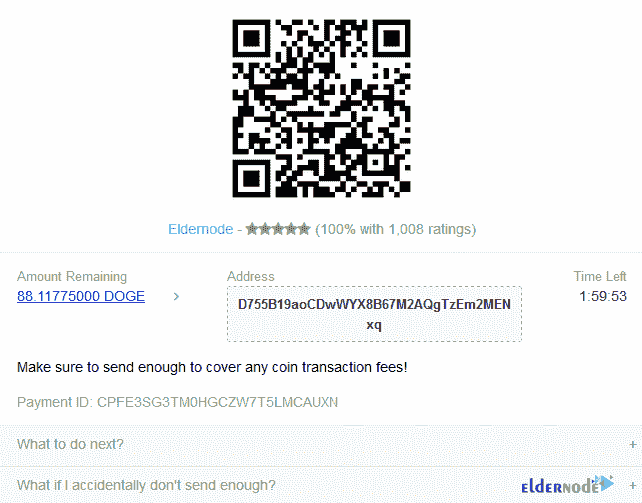 Eldernode - ★★★★★ (100% with 1,008 ratings)
Amount Remaining
88.11775000 DOGE
Address
D755B19aoCDwWYX8B67M2AQgTzEm2MEN
xq
Time Left
1:59:53
Make sure to send enough to cover any coin transaction fees!
Payment ID: CPFE3SG3TM0HGCZW7T5LMCAUXN
What to do next? +
What if I accidentally don't send enough? +
ELDERNODE